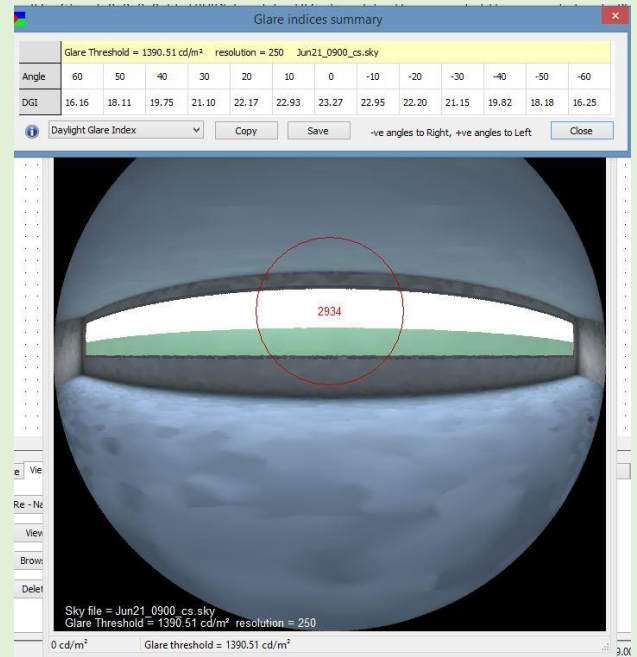 Glare indices summary
Glare Threshold = 1390.51 cd/m² resolution = 250 Jun21_0900_cs.sky
Angle 60 50 40 30 20 10 0 -10 -20 -30 -40 -50 -60
DGI 16.16 18.11 19.75 21.10 22.17 22.93 23.27 22.95 22.20 21.15 19.82 18.18 16.25
Daylight Glare Index Copy Save -ve angles to Right, +ve angles to Left Close
2934
Vie
Re - Na
View
Brows
Delet
Sky file = Jun21_0900_cs.sky
Glare Threshold = 1390.51 cd/m² resolution = 250
0 cd/m² Glare threshold = 1390.51 cd/m²